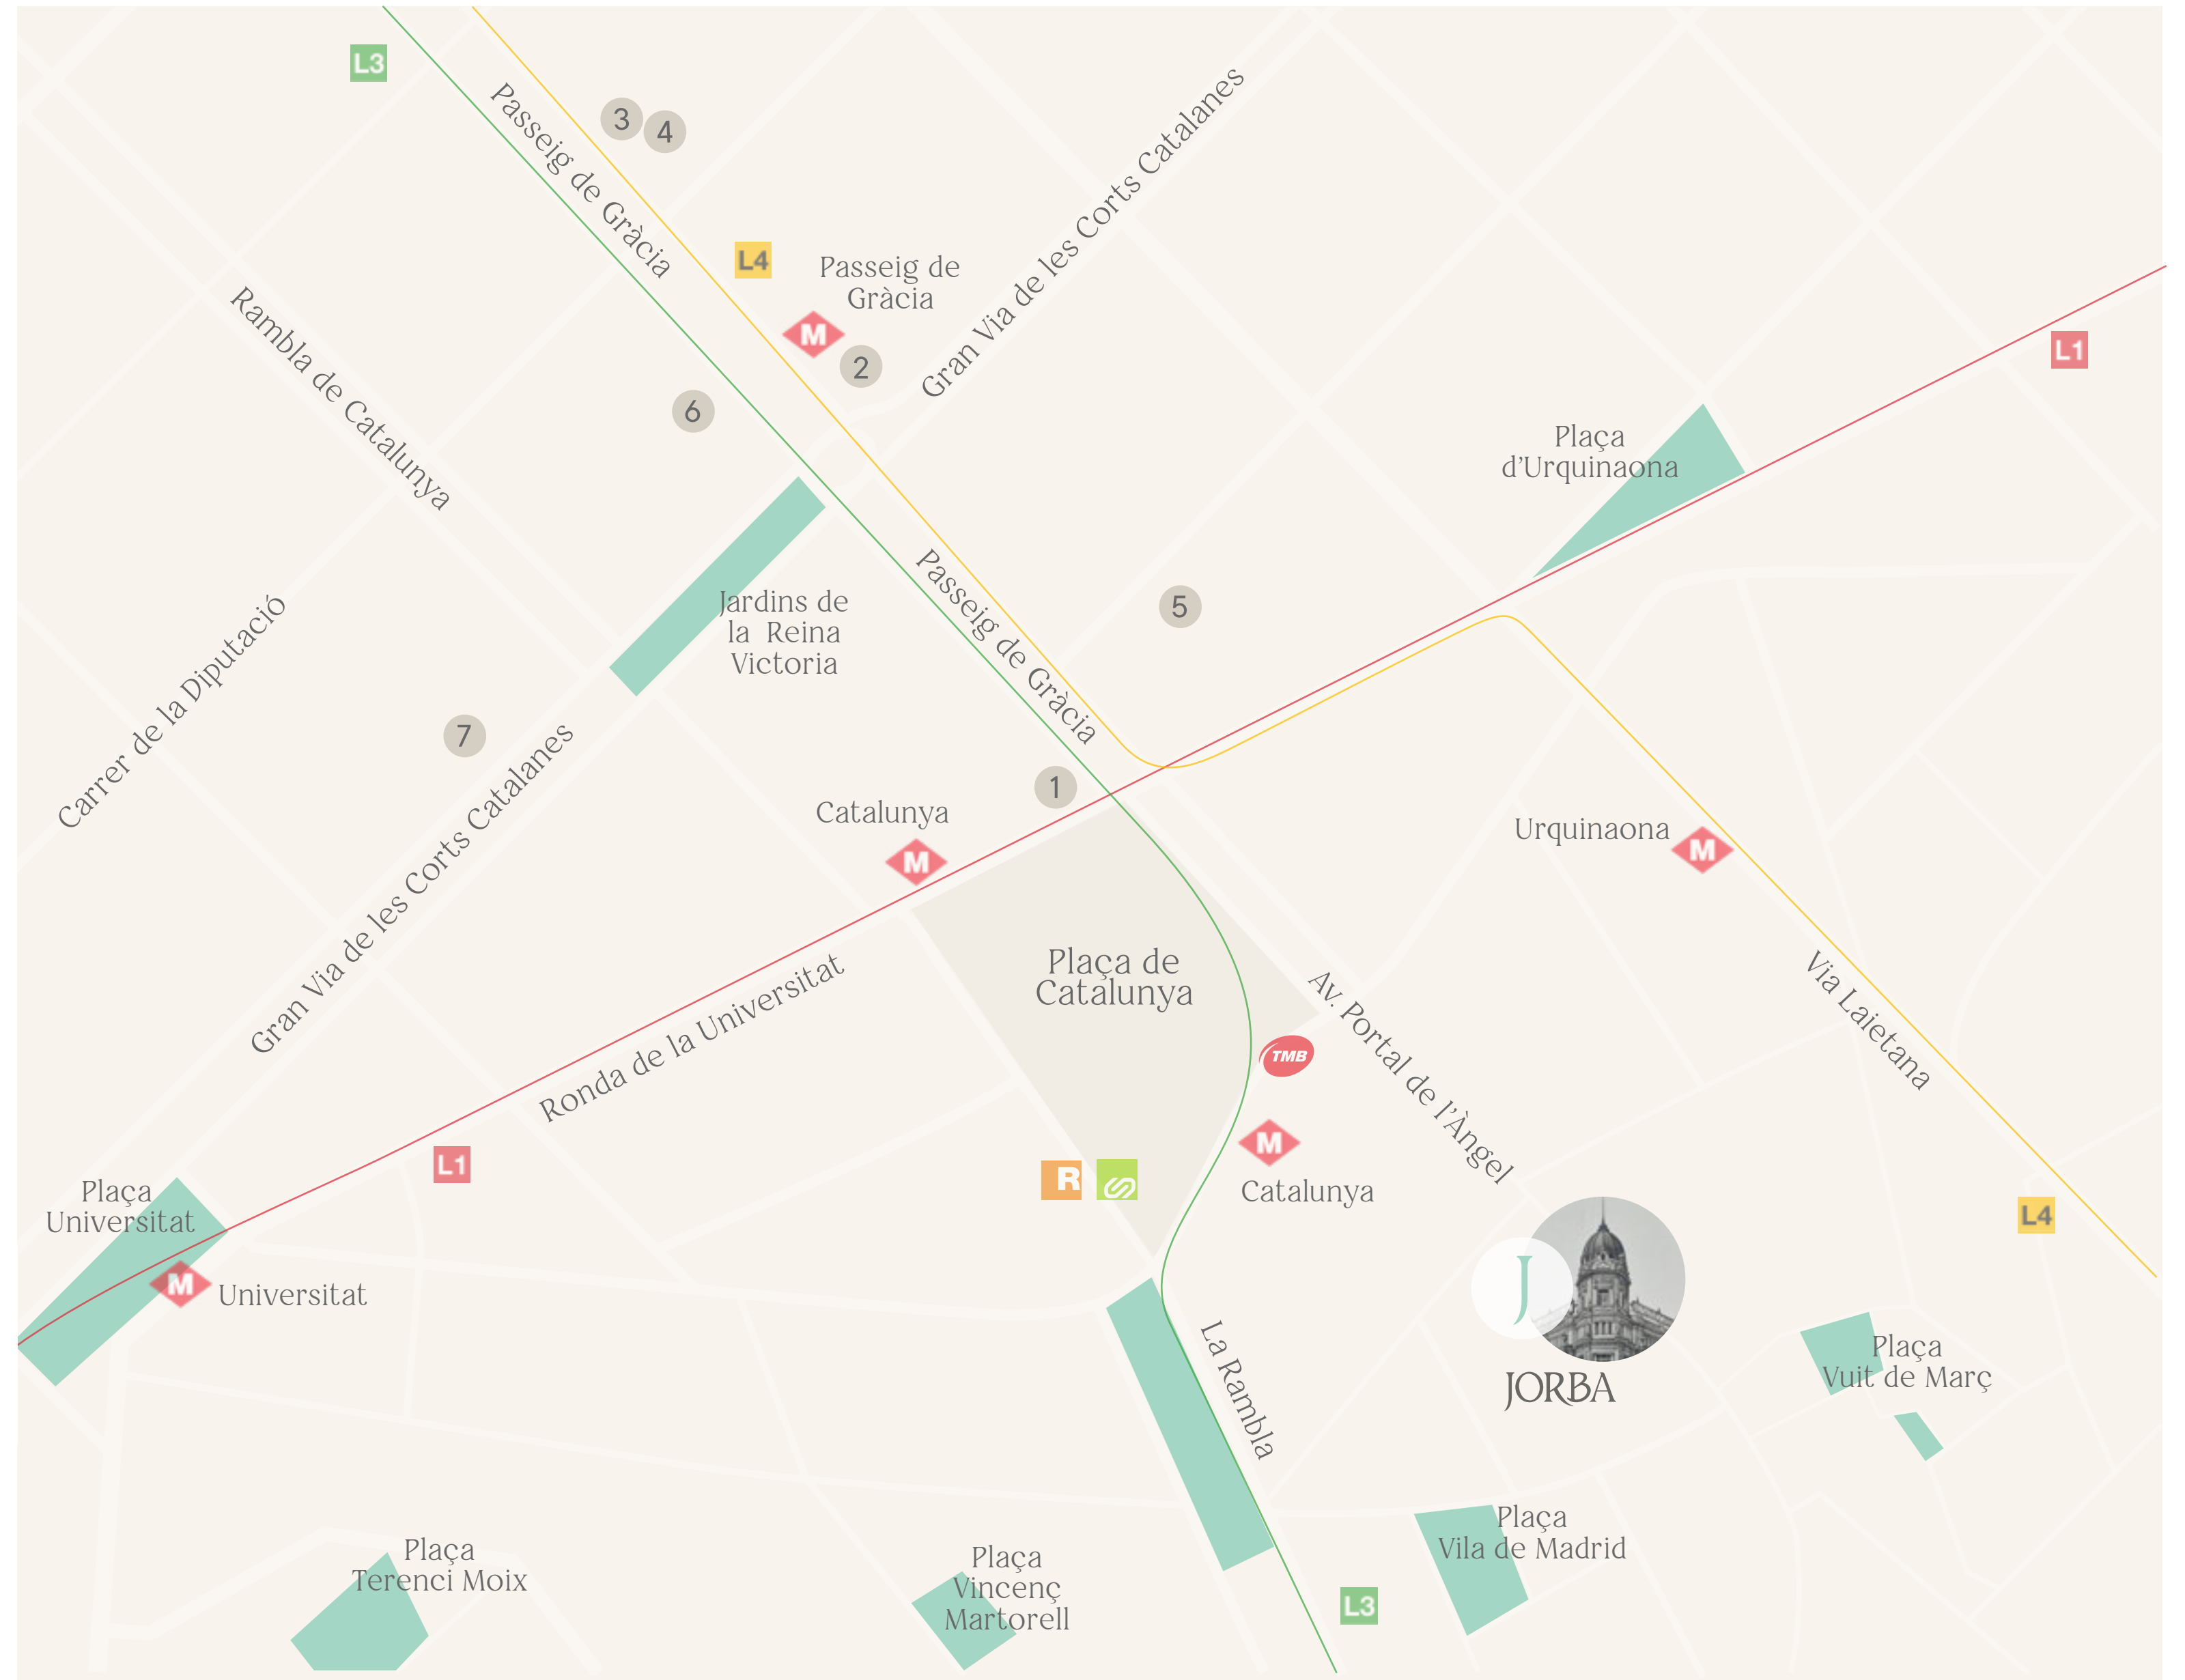 L3
Passeig de Gràcia
3
4
Gran Via de les Corts Catalanes
L4
Passeig de
Gràcia
M
2
Rambla de Catalunya
6
L1
Plaça
d'Urquinaona
Passeig de Gràcia
Jardins de
la Reina
Victoria
5
Carrer de la Diputació
7
Gran Via de les Corts Catalanes
1
Catalunya
M
Urquinaona
M
Plaça de
Catalunya
Ronda de la Universitat
Av. Portal de l'Àngel
Via Laietana
TMB
M
Catalunya
L1
R
Plaça
Universitat
M
Universitat
L4
J
JORBA
La Rambla
Plaça
Vuit de Març
Plaça
Vila de Madrid
Plaça
Terenci Moix
Plaça
Vincenç
Martorell
L3